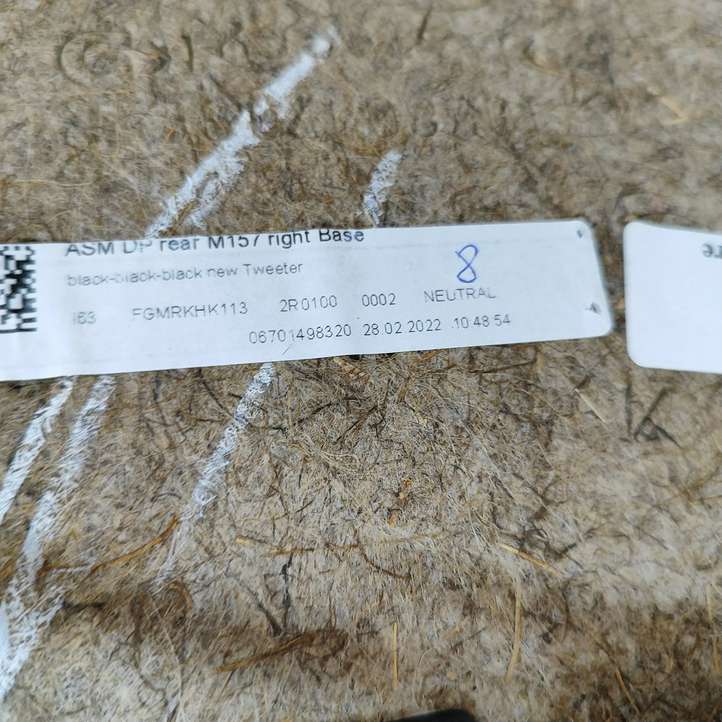 ASM DP rear M157 right Base
black-black-black new Tweeter
8
I63 FGMRKHK113 2R0100 0002 NEUTRAL
06701498320 28.02.2022 10:48:54